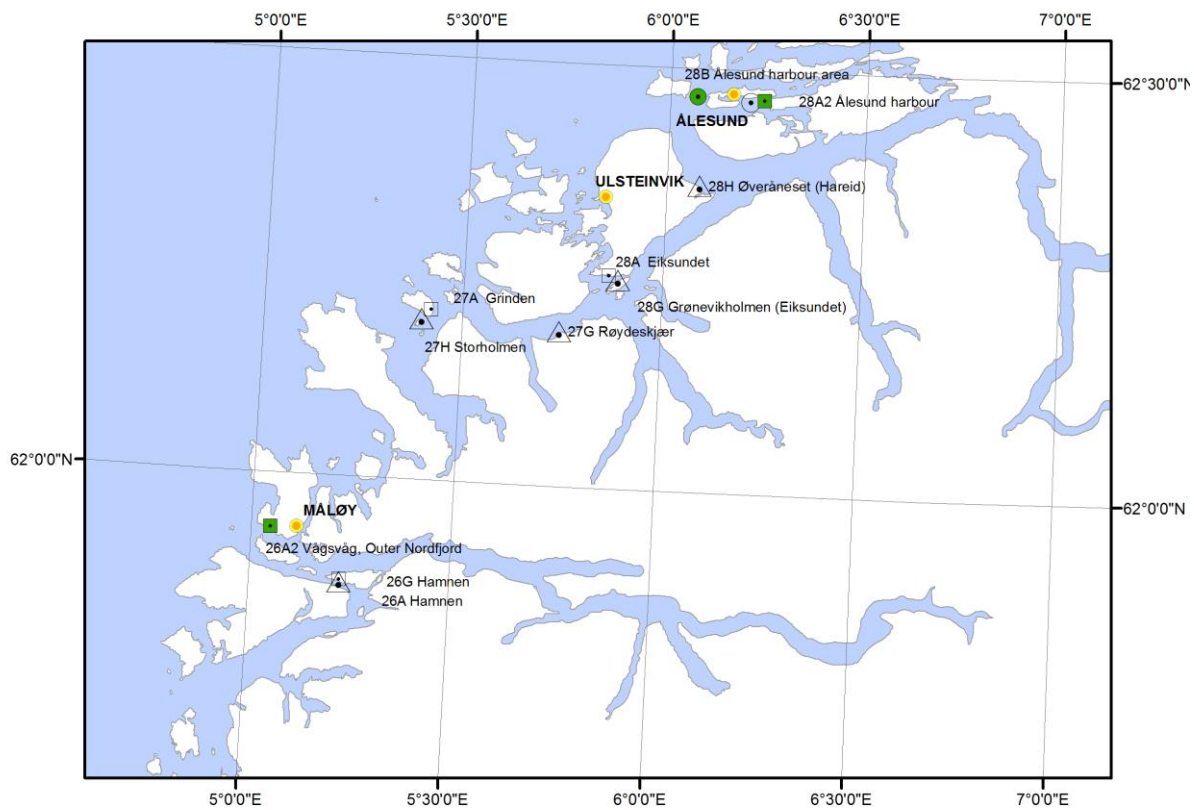 5°0'0"E 5°30'0"E 6°0'0"E 6°30'0"E 7°0'0"E
28B Ålesund harbour area
62°30'0"N
28A2 Ålesund harbour
ÅLESUND
ULSTEINVIK
28H Øveråneset (Hareid)
28A Eiksundet
27A Grinden
28G Grønevikholmen (Eiksundet)
27G Røydeskjær
27H Storholmen
62°0'0"N
MÅLØY
62°0'0"N
26A2 Vågsvåg, Outer Nordfjord
26G Hamnen
26A Hamnen
5°0'0"E 5°30'0"E 6°0'0"E 6°30'0"E 7°0'0"E